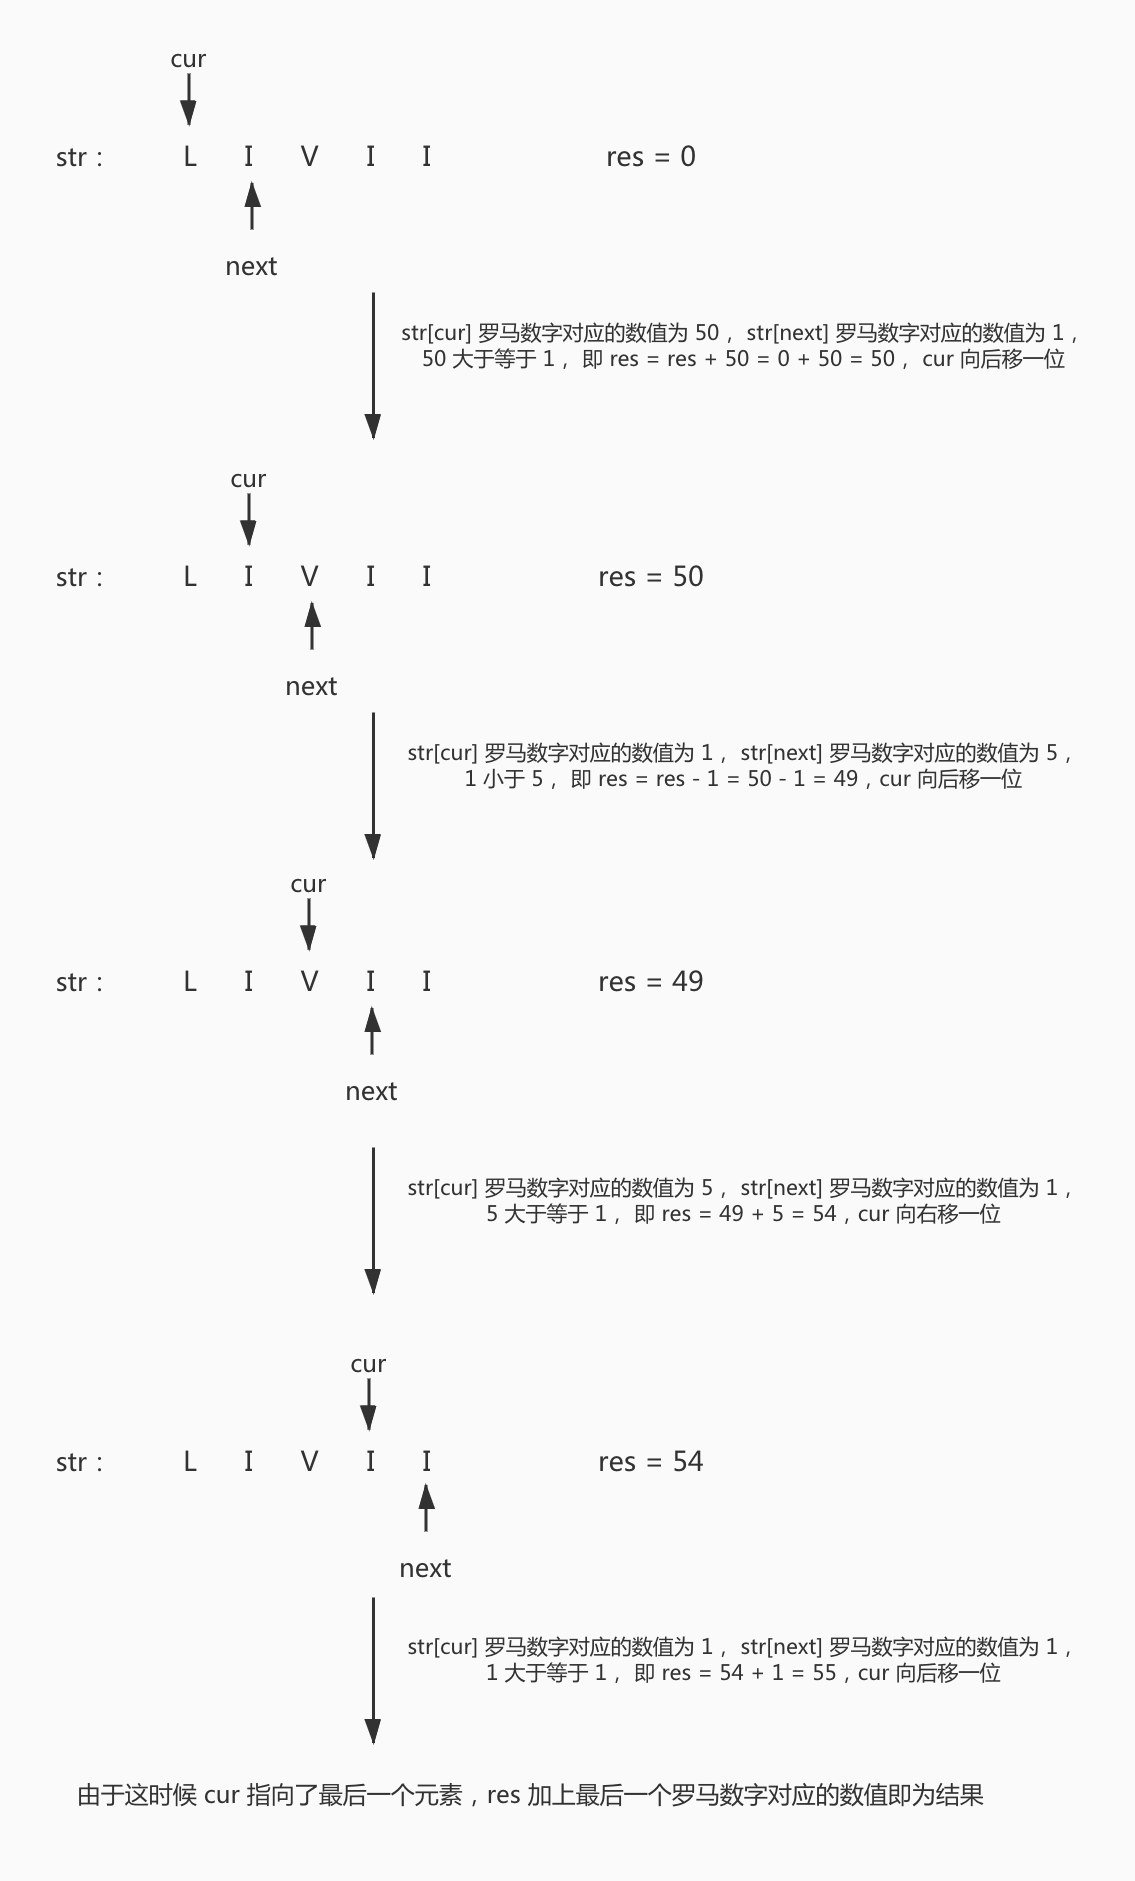 cur
str : L I V I I res = 0
next
str[cur] 罗马数字对应的数值为 50 ， str[next] 罗马数字对应的数值为 1 ，
50 大于等于 1 ， 即 res = res + 50 = 0 + 50 = 50 ， cur 向后移一位
cur
str : L I V I I res = 50
next
str[cur] 罗马数字对应的数值为 1 ， str[next] 罗马数字对应的数值为 5 ，
1 小于 5 ， 即 res = res - 1 = 50 - 1 = 49 , cur 向后移一位
cur
str : L I V I I res = 49
next
str[cur] 罗马数字对应的数值为 5 ， str[next] 罗马数字对应的数值为 1 ，
5 大于等于 1 ， 即 res = 49 + 5 = 54 , cur 向右移一位
cur
str : L I V I I res = 54
next
str[cur] 罗马数字对应的数值为 1 ， str[next] 罗马数字对应的数值为 1 ，
1 大于等于 1 ， 即 res = 54 + 1 = 55 , cur 向后移一位
由于这时候 cur 指向了最后一个元素 , res 加上最后一个罗马数字对应的数值即为结果